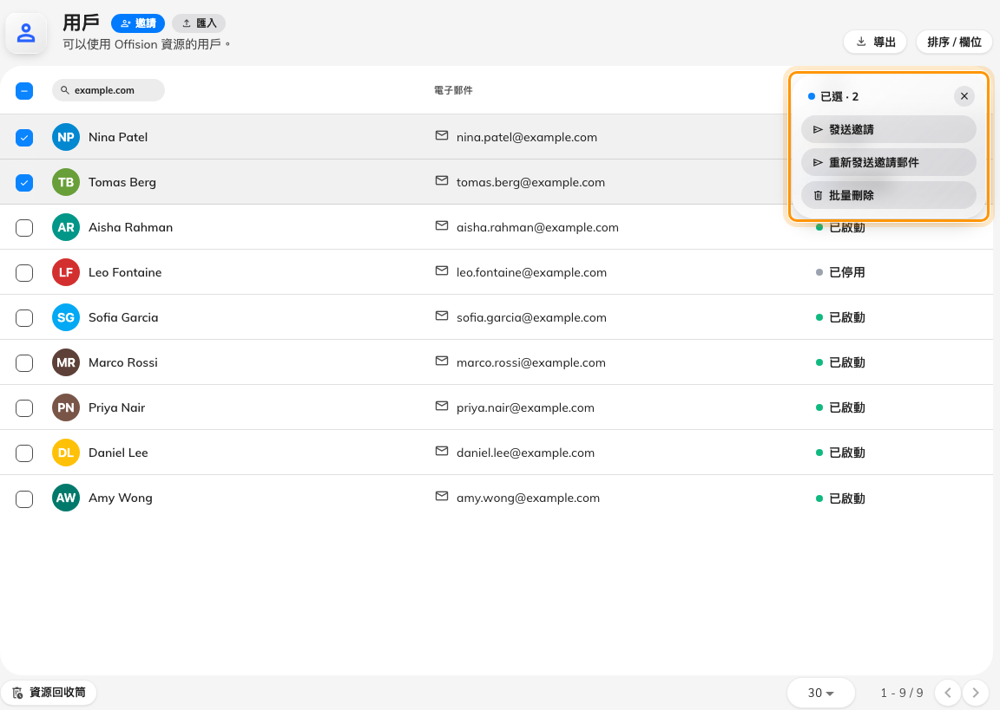 用戶
邀請
匯入
可以使用 Offision 資源的用戶。
導出
排序 / 欄位
example.com
電子郵件
已選 · 2
發送邀請
重新發送邀請郵件
批量刪除
NP Nina Patel nina.patel@example.com
TB Tomas Berg tomas.berg@example.com
AR Aisha Rahman aisha.rahman@example.com 已啟動
LF Leo Fontaine leo.fontaine@example.com 已停用
SG Sofia Garcia sofia.garcia@example.com 已啟動
MR Marco Rossi marco.rossi@example.com 已啟動
PN Priya Nair priya.nair@example.com 已啟動
DL Daniel Lee daniel.lee@example.com 已啟動
AW Amy Wong amy.wong@example.com 已啟動
資源回收筒
30
1 - 9 / 9